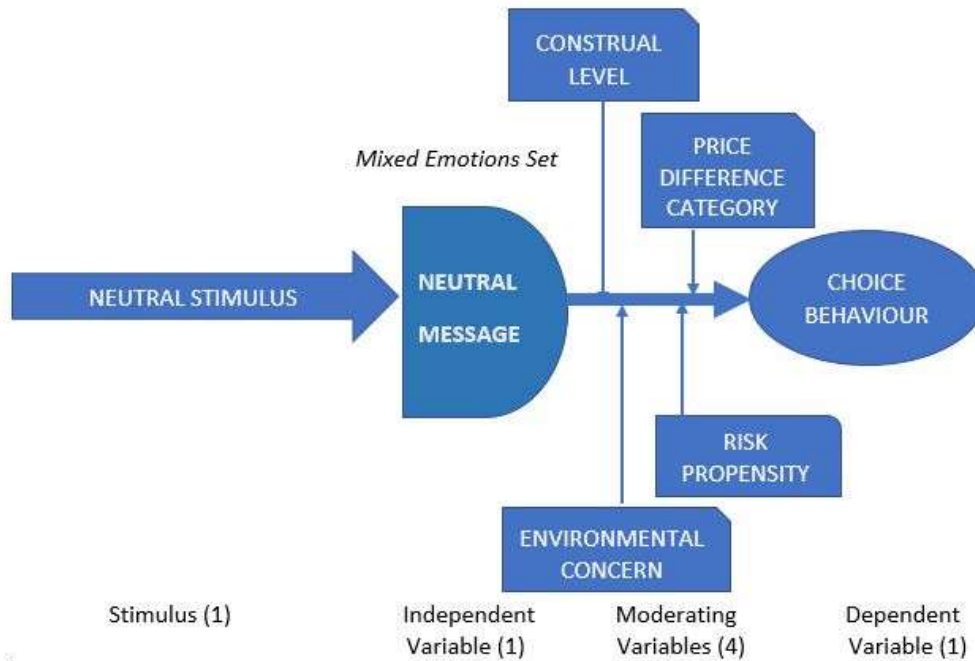 CONSTRUAL
LEVEL
PRICE
DIFFERENCE
CATEGORY
Mixed Emotions Set
NEUTRAL STIMULUS
NEUTRAL
MESSAGE
CHOICE
BEHAVIOUR
RISK
PROPENSITY
ENVIRONMENTAL
CONCERN
Stimulus (1)
Independent
Variable (1)
Moderating
Variables (4)
Dependent
Variable (1)